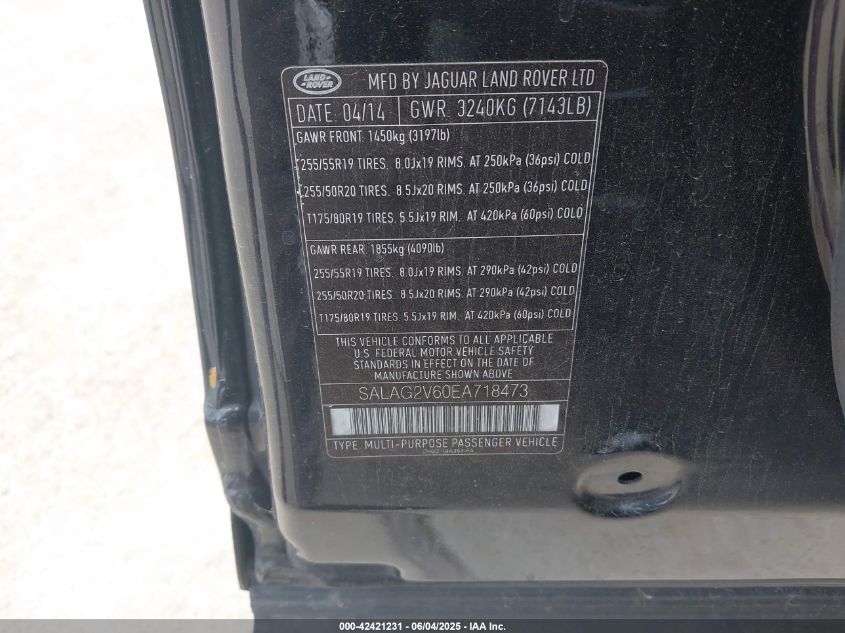 LAND ROVER
MFD BY JAGUAR LAND ROVER LTD
DATE: 04/14 GWR: 3240KG (7143LB)
GAWR FRONT: 1450kg (3197lb)
255/55R19 TIRES. 8.0Jx19 RIMS. AT 250kPa (36psi) COLD
255/50R20 TIRES. 8.5Jx20 RIMS. AT 250kPa (36psi) COLD
T175/80R19 TIRES. 5.5Jx19 RIM. AT 420kPa (60psi) COLD
GAWR REAR: 1855kg (4090lb)
255/55R19 TIRES. 8.0Jx19 RIMS. AT 290kPa (42psi) COLD
255/50R20 TIRES. 8.5Jx20 RIMS. AT 290kPa (42psi) COLD
T175/80R19 TIRES. 5.5Jx19 RIM. AT 420kPa (60psi) COLD
THIS VEHICLE CONFORMS TO ALL APPLICABLE
U.S. FEDERAL MOTOR VEHICLE SAFETY
STANDARDS IN EFFECT ON THE DATE OF
MANUFACTURE SHOWN ABOVE
SALAG2V60EA718473
TYPE: MULTI-PURPOSE PASSENGER VEHICLE
000-42421231 - 06/04/2025 - IAA Inc.